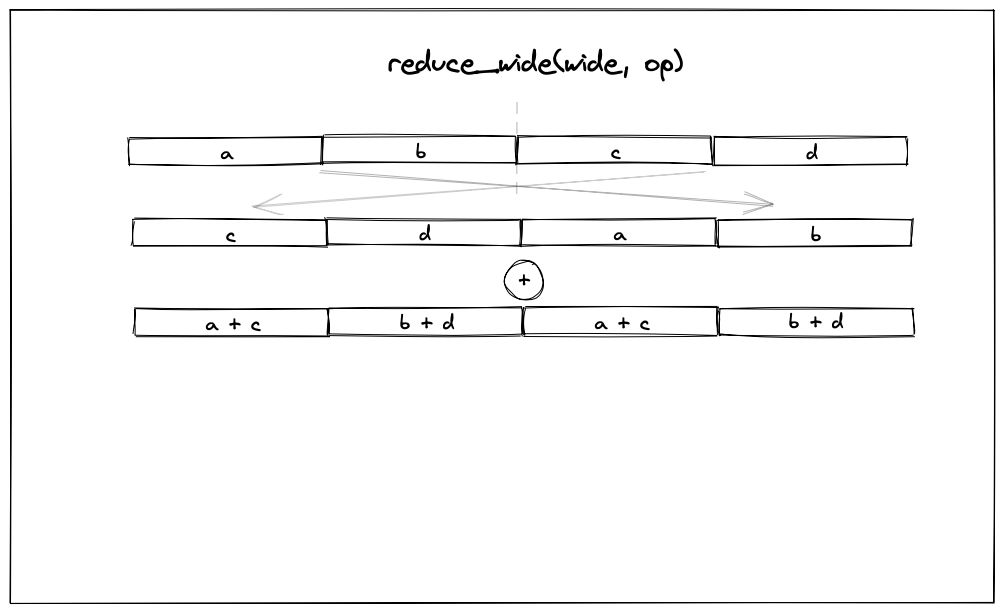 reduce_wide(wide, op)
a b c d
c d a b
+
a + c b + d a + c b + d